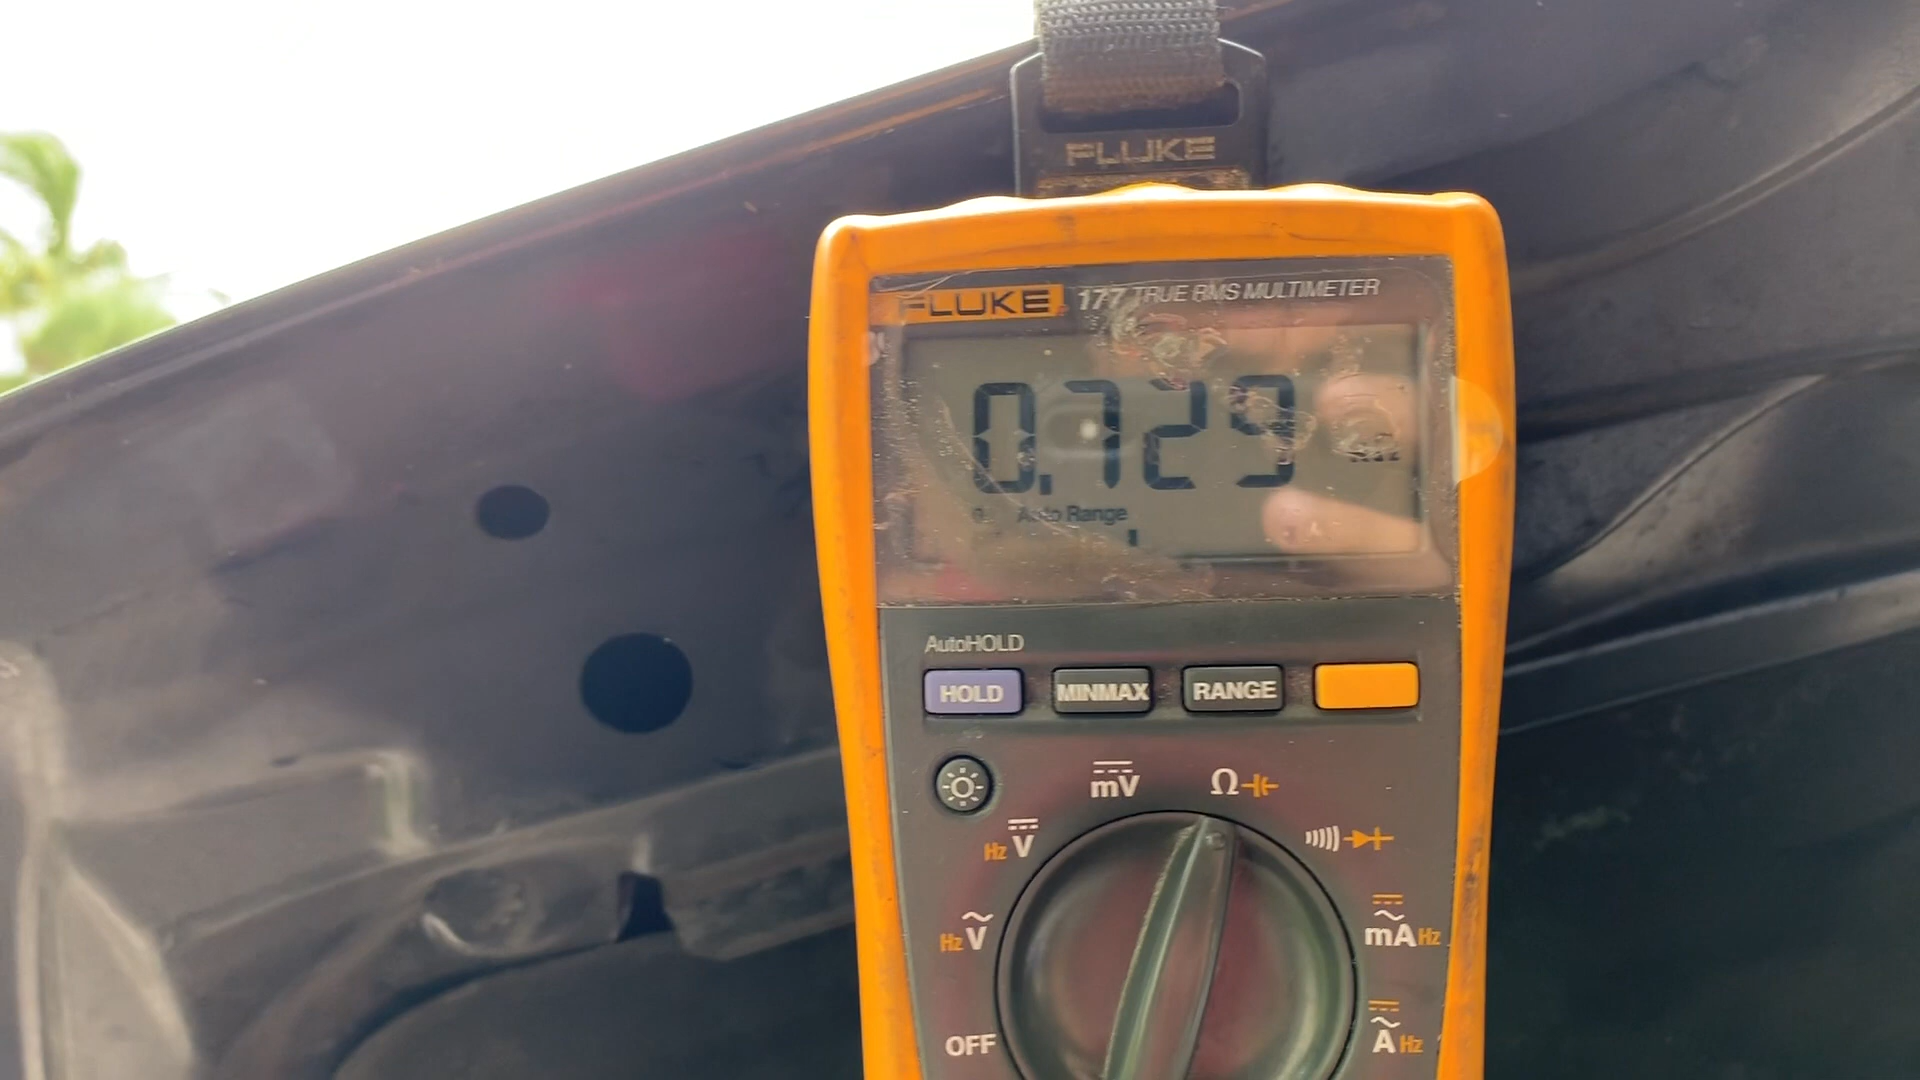 FLUKE
FLUKE 177 TRUE RMS MULTIMETER
0.729
0 Auto Range
AutoHOLD
HOLD MINMAX RANGE
mV Ω
Hz V
Hz V
mA Hz
OFF A Hz